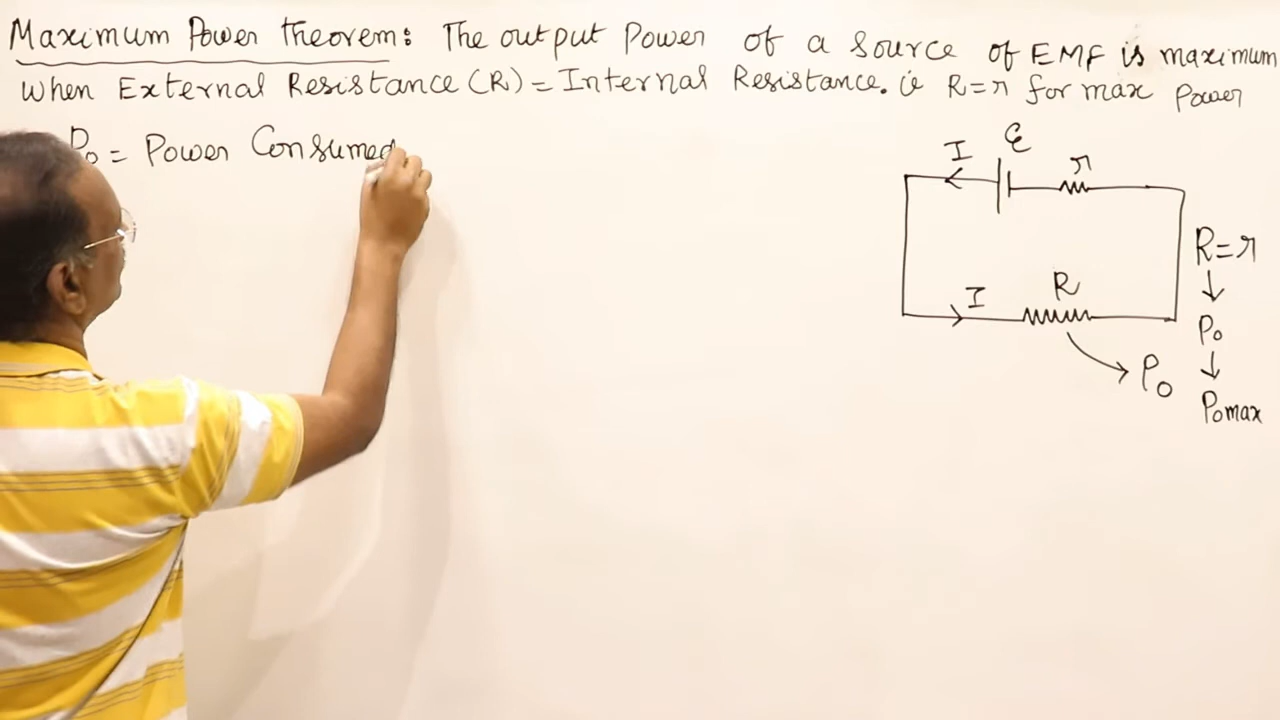 Maximum Power theorem: The output Power of a source of EMF is maximum
when External Resistance (R) = Internal Resistance. ie R=r for max Power
P₀ = Power Consumed
I ε r
R=r
↓
I R
P₀
↓
P₀
P₀max